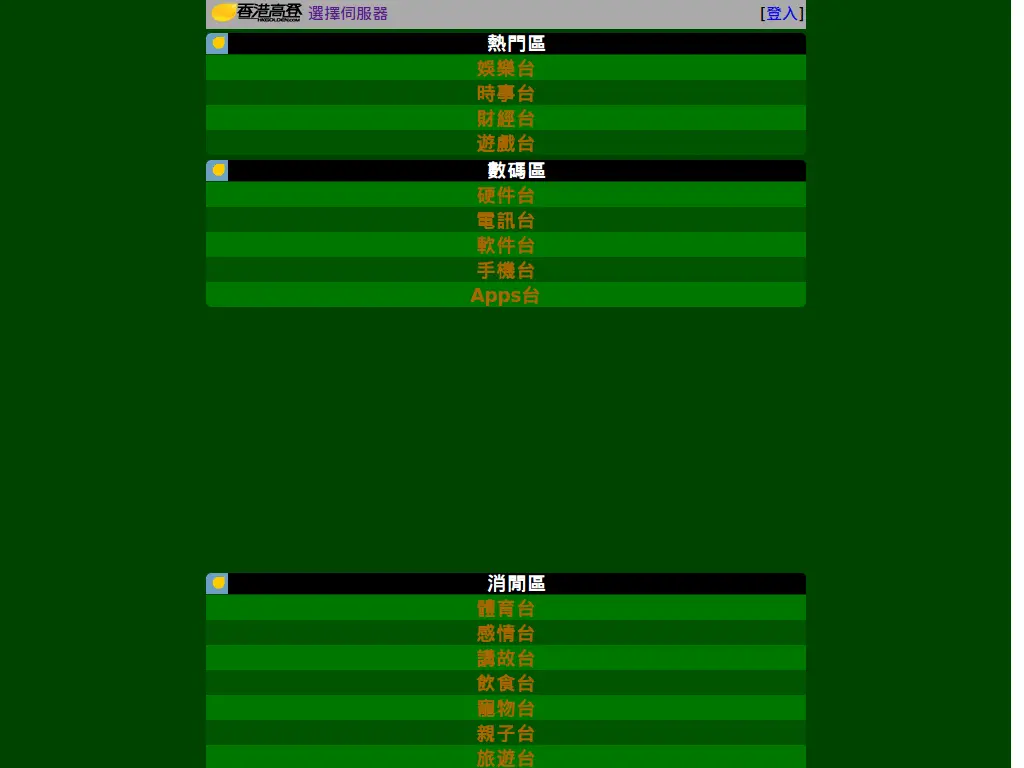 香港高登 HKGOLDEN.COM 選擇伺服器 [登入]
熱門區
娛樂台
時事台
財經台
遊戲台
數碼區
硬件台
電訊台
軟件台
手機台
Apps台
消閒區
體育台
感情台
講故台
飲食台
寵物台
親子台
旅遊台